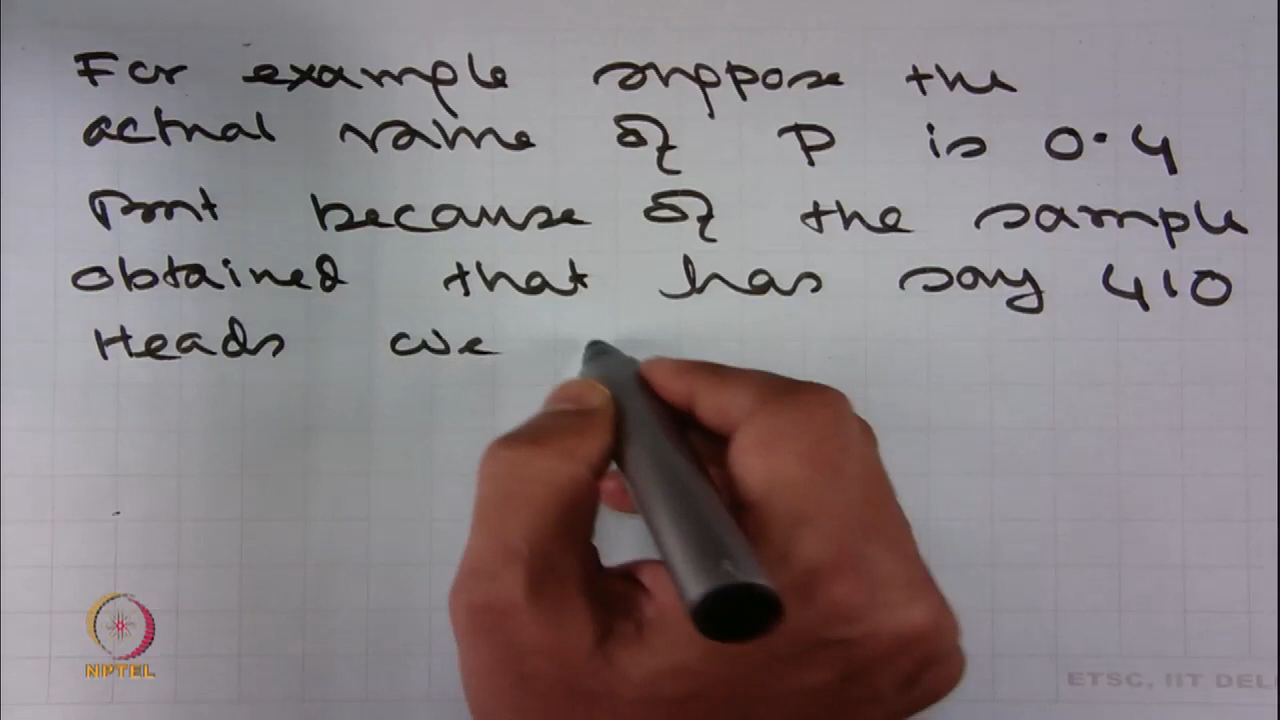 For example suppose the
actual value of p is 0.4
But because of the sample
obtained that has say 410
Heads we
NPTEL
ETSC, IIT DEL